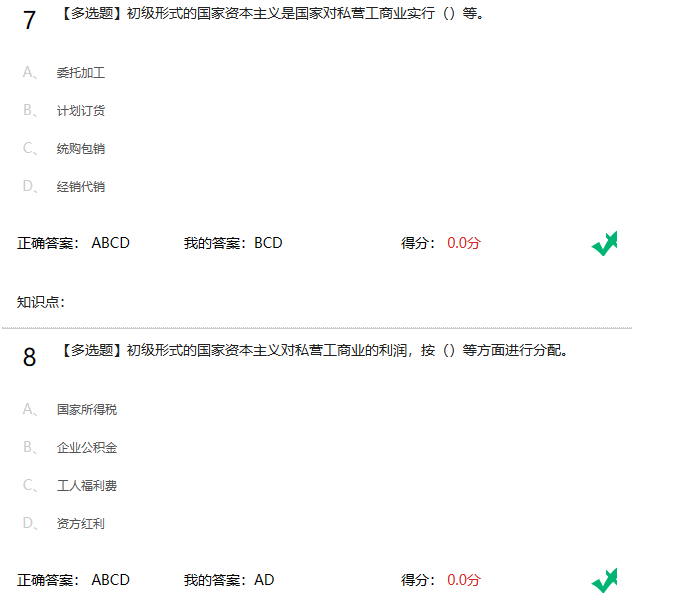 7 【多选题】初级形式的国家资本主义是国家对私营工商业实行（）等。
A、 委托加工
B、 计划订货
C、 统购包销
D、 经销代销
正确答案： ABCD 我的答案：BCD 得分： 0.0分
知识点：
8 【多选题】初级形式的国家资本主义对私营工商业的利润，按（）等方面进行分配。
A、 国家所得税
B、 企业公积金
C、 工人福利费
D、 资方红利
正确答案： ABCD 我的答案：AD 得分： 0.0分